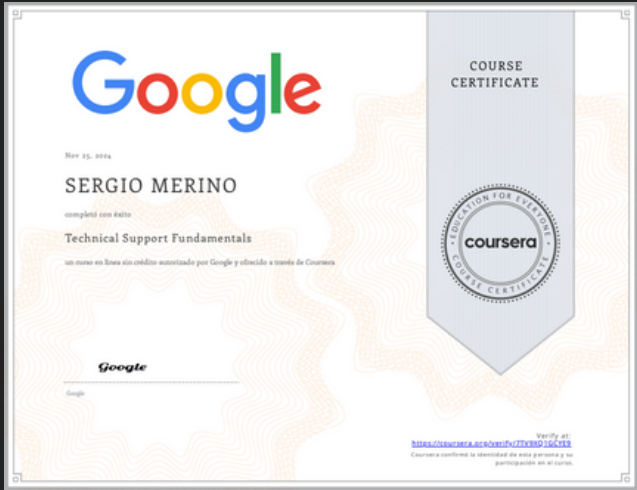 Google
COURSE
CERTIFICATE
Nov 25, 2024
SERGIO MERINO
completó con éxito
Technical Support Fundamentals
un curso en línea sin crédito autorizado por Google y ofrecido a través de Coursera
EDUCATION FOR EVERYONE
coursera
COURSE CERTIFICATE
Google
Google
Verify at:
Coursera confirmó la identidad de esta persona y su
participación en el curso.